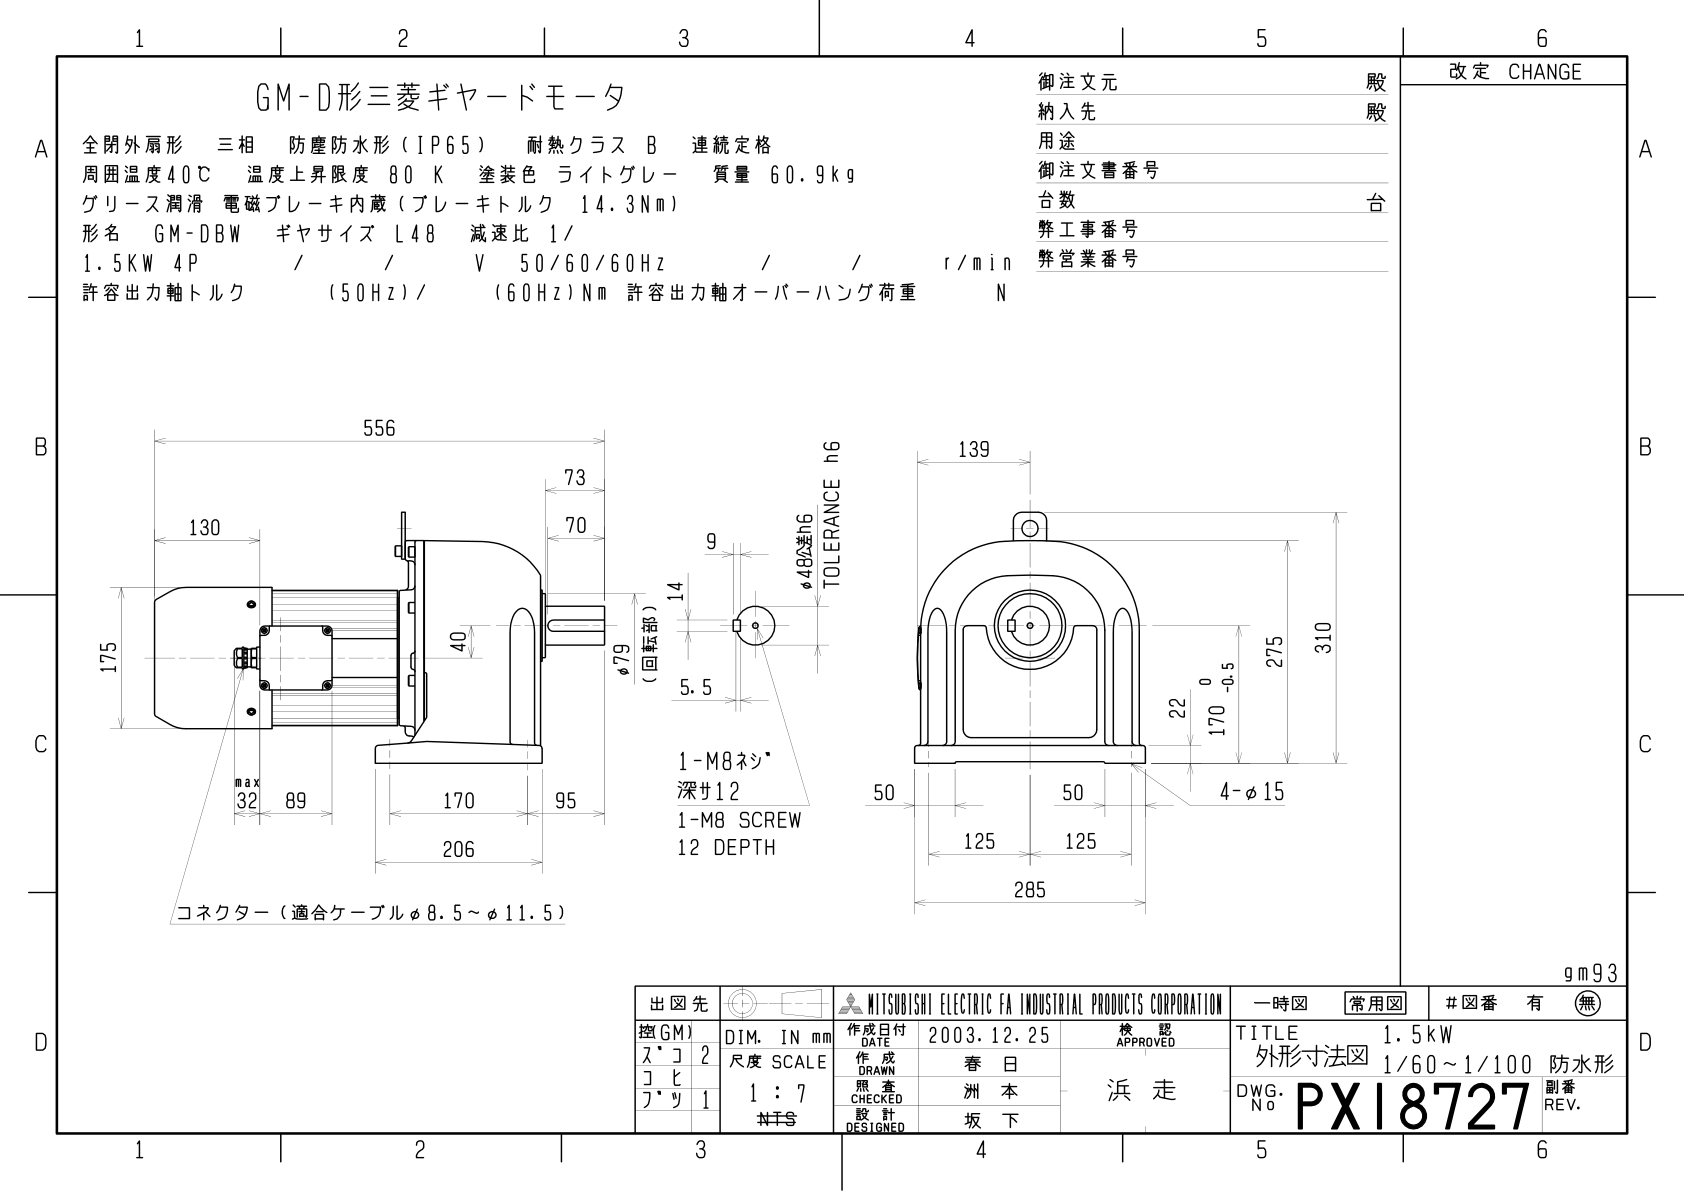 1 2 3 4 5 6
改定 CHANGE
GM-D形三菱ギヤードモータ
全閉外扇形 三相 防塵防水形(IP65) 耐熱クラス B 連続定格
周囲温度40℃ 温度上昇限度 80 K 塗装色 ライトグレー 質量 60.9kg
グリース潤滑 電磁ブレーキ内蔵(ブレーキトルク 14.3Nm)
形名 GM-DBW ギヤサイズ L48 減速比 1/
1.5KW 4P / / V 50/60/60Hz / / r/min
許容出力軸トルク (50Hz)/ (60Hz)Nm 許容出力軸オーバーハング荷重 N
御注文元 殿
納入先 殿
用途
御注文書番号
台数 台
弊工事番号
弊営業番号
A A
B B
C C
D D
556
73
130
70
175
40
φ79
(回転部)
max
32
89
170
95
206
コネクター(適合ケーブルφ8.5~φ11.5)
9
14
5.5
φ48公差h6
TOLERANCE h6
1-M8ネジ
深サ12
1-M8 SCREW
12 DEPTH
139
310
275
170 0 -0.5
22
50
50
4-φ15
125
125
285
gm93
出図先
控(GM)
ズコ 2
コヒ
ブツ 1
DIM. IN mm
尺度 SCALE
1 : 7
NTS
MITSUBISHI ELECTRIC FA INDUSTRIAL PRODUCTS CORPORATION
作成日付 DATE 2003.12.25
作成 DRAWN 春日
照査 CHECKED 洲本
設計 DESIGNED 坂下
検認 APPROVED
浜走
一時図 常用図 #図番 有 無
TITLE 1.5kW
外形寸法図 1/60~1/100 防水形
DWG. No PX18727
副番 REV.
1 2 3 4 5 6